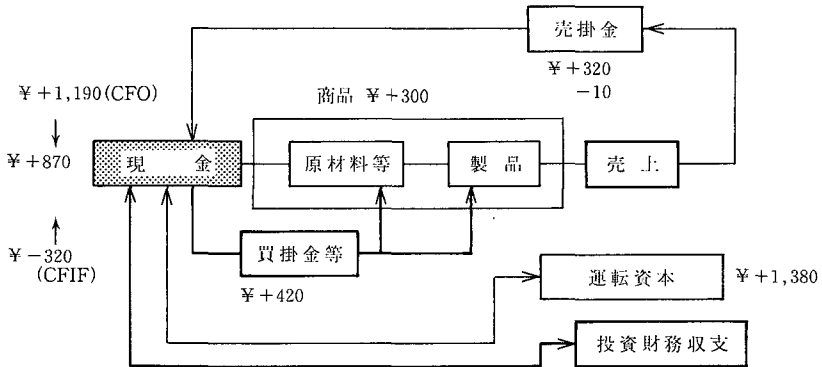 売掛金
¥+320
-10
¥+1,190(CFO)
商品 ¥+300
¥+870
現金
原材料等
製品
売上
¥-320
(CFIF)
買掛金等
¥+420
運転資本
¥+1,380
投資財務収支